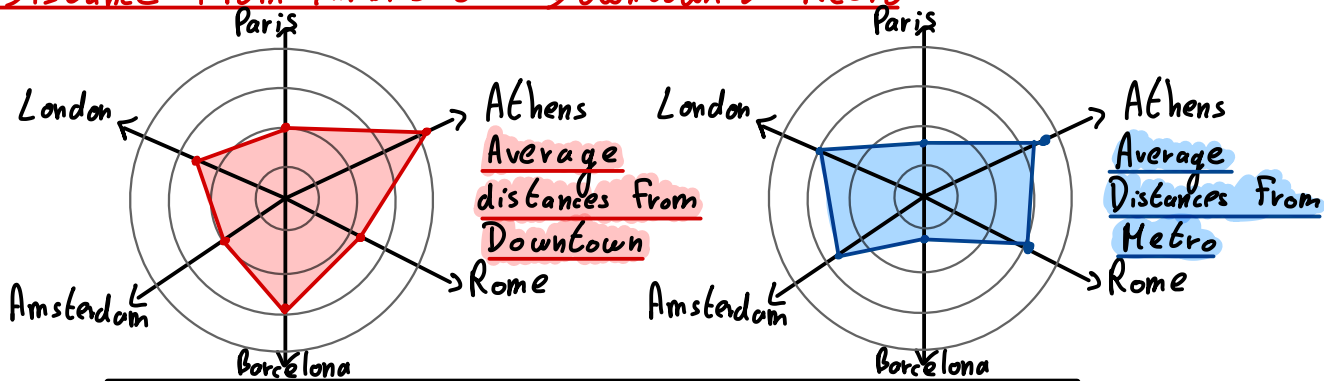 Paris
London
Athens
Average
distances from
Downtown
Rome
Amsterdam
Barcelona
Paris
London
Athens
Average
Distances From
Metro
Rome
Amsterdam
Barcelona